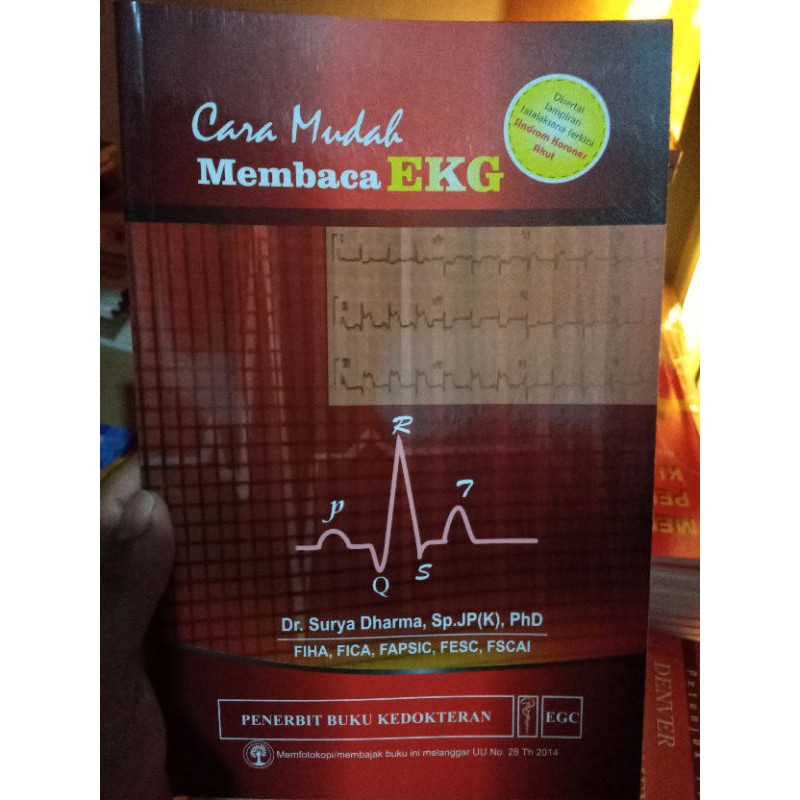 Cara Mudah
Membaca EKG
Disertai
lampiran
tatalaksana terkini
Sindrom Koroner
Akut
R
P
T
Q
S
Dr. Surya Dharma, Sp.JP(K), PhD
FIHA, FICA, FAPSIC, FESC, FSCAI
PENERBIT BUKU KEDOKTERAN
EGC
Memfotokopi/membajak buku ini melanggar UU No. 28 Th 2014
DENVER